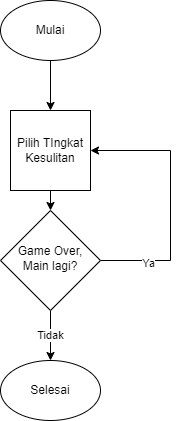 Mulai
Pilih TIngkat
Kesulitan
Game Over,
Main lagi?
Ya
Tidak
Selesai